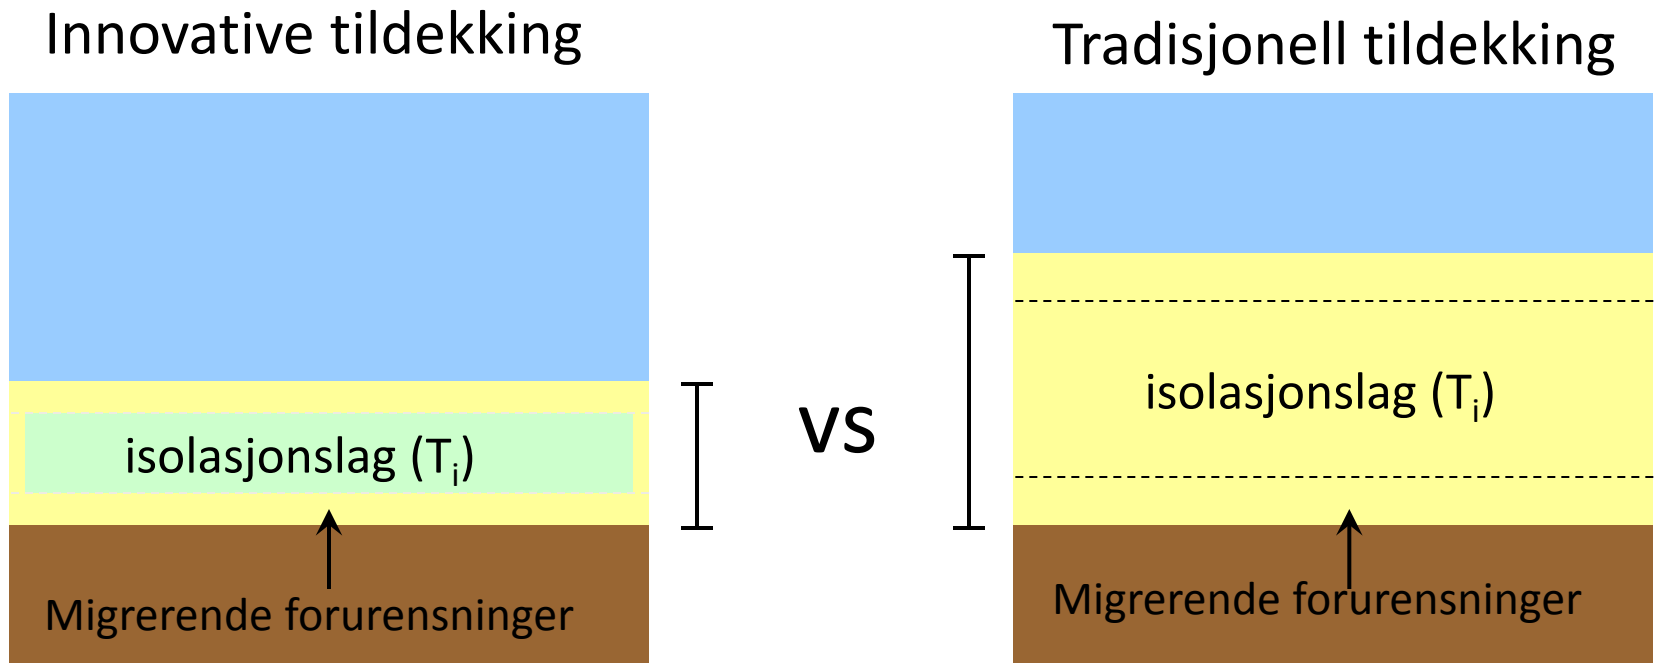 Innovative tildekking
Tradisjonell tildekking
isolasjonslag (Ti)
vs
isolasjonslag (Ti)
Migrerende forurensninger
Migrerende forurensninger